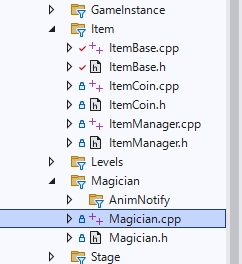 GameInstance
Item
ItemBase.cpp
ItemBase.h
ItemCoin.cpp
ItemCoin.h
ItemManager.cpp
ItemManager.h
Levels
Magician
AnimNotify
Magician.cpp
Magician.h
Stage